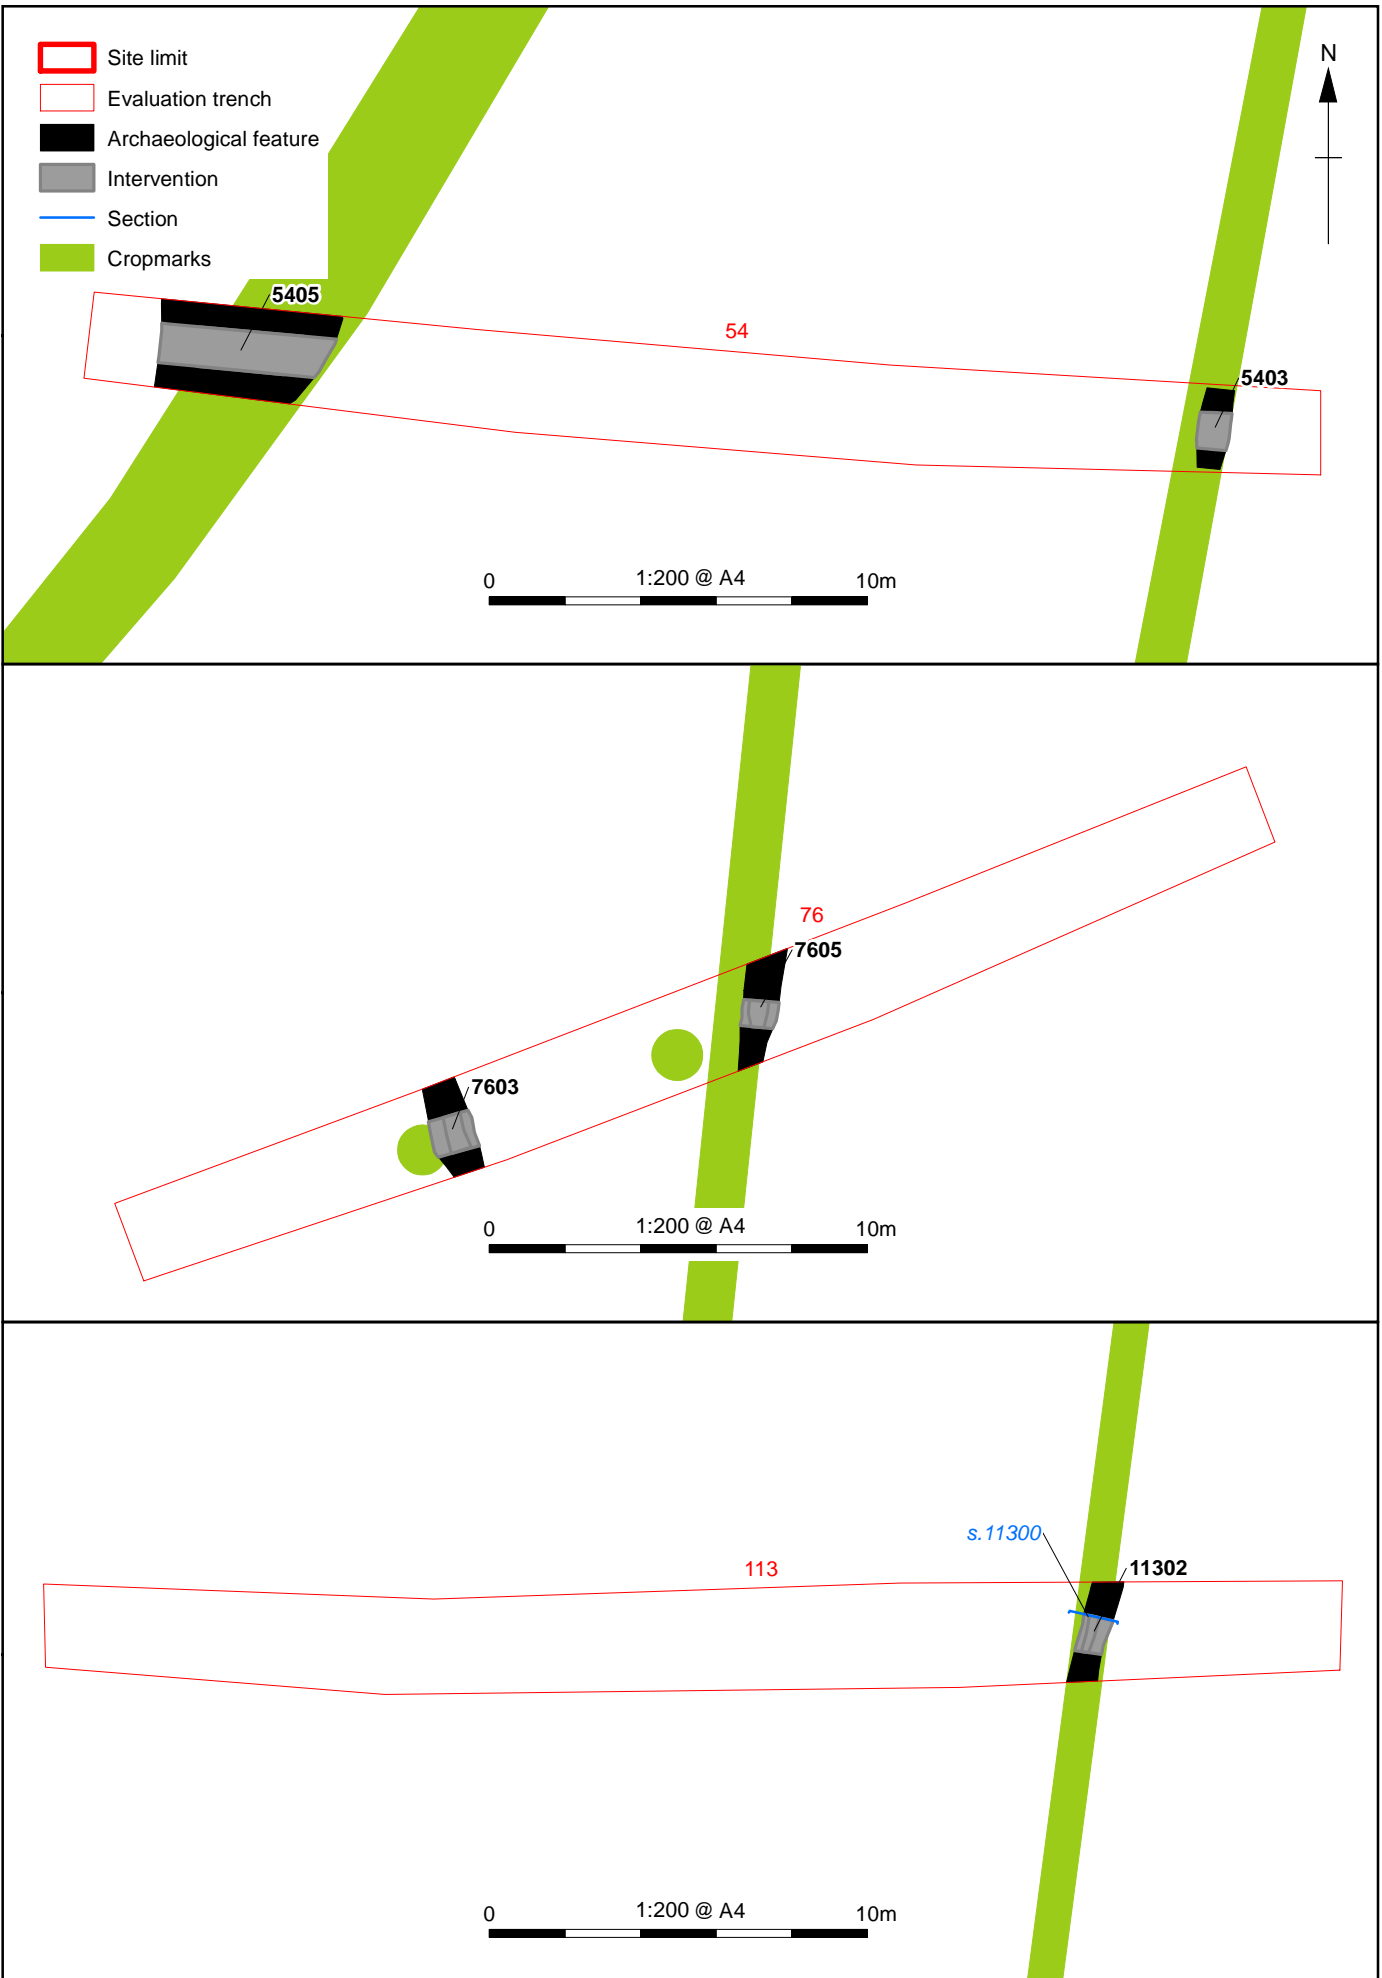 Site limit
Evaluation trench
Archaeological feature
Intervention
Section
Cropmarks
N
5405
54
5403
0 1:200 @ A4 10m
76
7605
7603
0 1:200 @ A4 10m
s.11300
113
11302
0 1:200 @ A4 10m